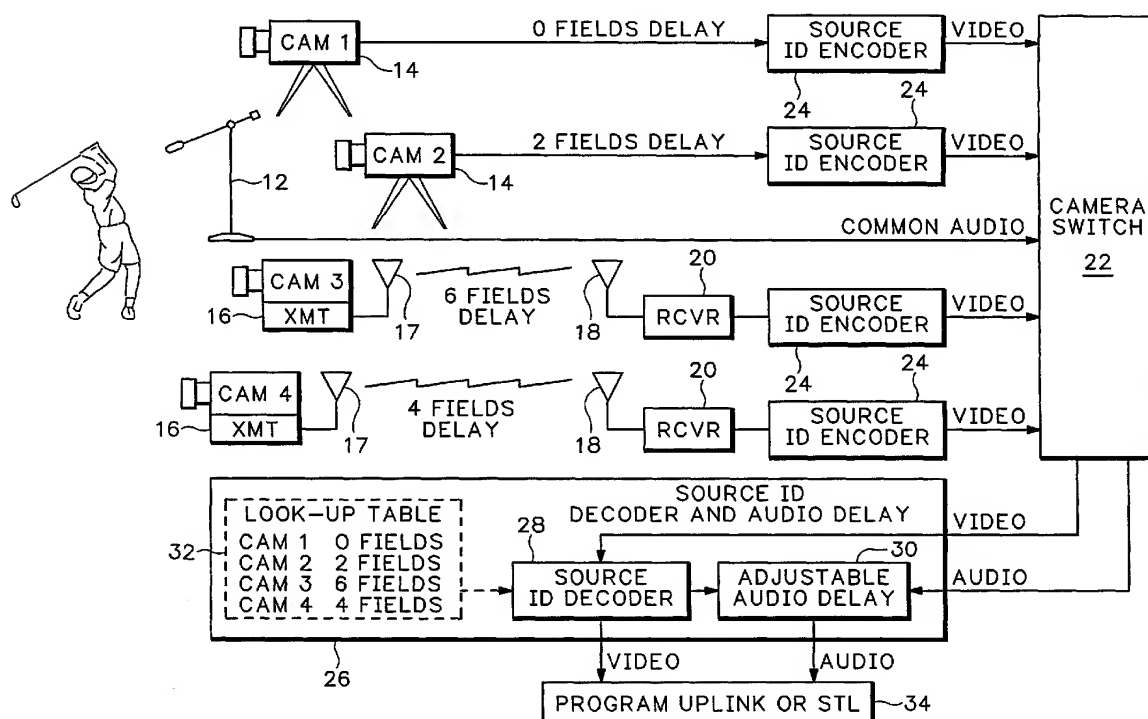 CAM 1
14
0 FIELDS DELAY
SOURCE
ID ENCODER
24
VIDEO
12
CAM 2
14
2 FIELDS DELAY
24
SOURCE
ID ENCODER
VIDEO
COMMON AUDIO
CAMERA
SWITCH
22
CAM 3
XMT
16
17
6 FIELDS
DELAY
18
20
RCVR
SOURCE
ID ENCODER
24
VIDEO
CAM 4
XMT
16
17
4 FIELDS
DELAY
18
20
RCVR
24
SOURCE
ID ENCODER
VIDEO
SOURCE ID
DECODER AND AUDIO DELAY
VIDEO
AUDIO
32
LOOK-UP TABLE
CAM 1 0 FIELDS
CAM 2 2 FIELDS
CAM 3 6 FIELDS
CAM 4 4 FIELDS
28
SOURCE
ID DECODER
30
ADJUSTABLE
AUDIO DELAY
26
VIDEO
AUDIO
PROGRAM UPLINK OR STL
34